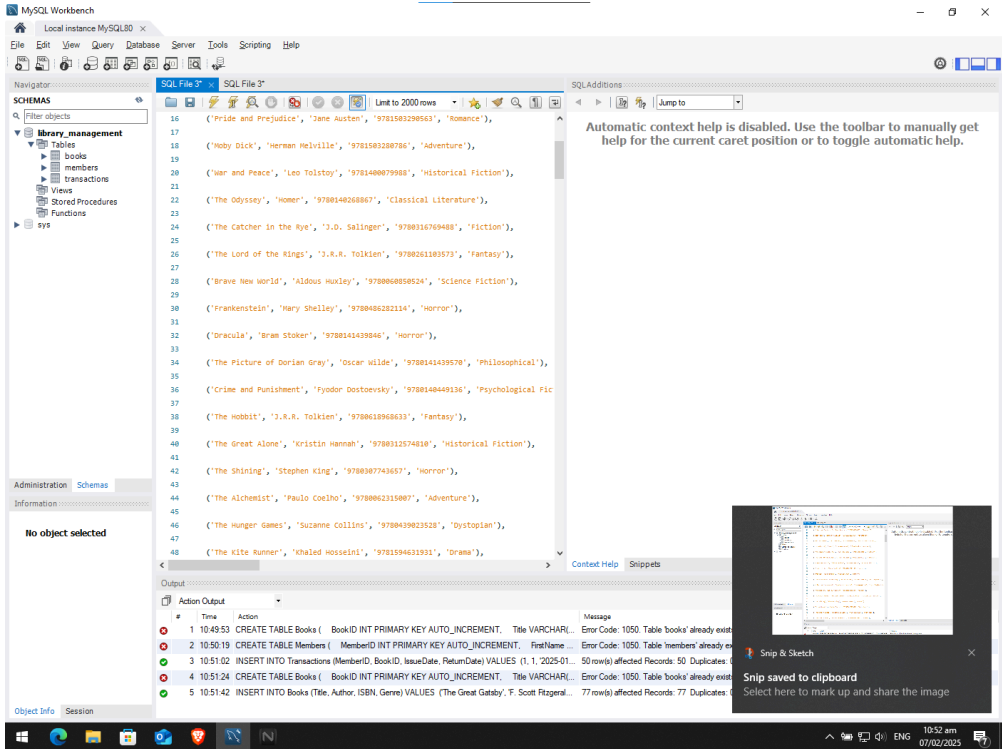 MySQL Workbench
Local instance MySQL80
File Edit View Query Database Server Tools Scripting Help
Navigator
SCHEMAS
Filter objects
library_management
Tables
books
members
transactions
Views
Stored Procedures
Functions
sys
Administration Schemas
Information
No object selected
Object Info Session
SQL File 3* SQL File 3*
Limit to 2000 rows
16 ('Pride and Prejudice', 'Jane Austen', '9781503290563', 'Romance'),
17
18 ('Moby Dick', 'Herman Melville', '9781503280786', 'Adventure'),
19
20 ('War and Peace', 'Leo Tolstoy', '9781400079988', 'Historical Fiction'),
21
22 ('The Odyssey', 'Homer', '9780140268867', 'Classical Literature'),
23
24 ('The Catcher in the Rye', 'J.D. Salinger', '9780316769488', 'Fiction'),
25
26 ('The Lord of the Rings', 'J.R.R. Tolkien', '9780261103573', 'Fantasy'),
27
28 ('Brave New World', 'Aldous Huxley', '9780060850524', 'Science Fiction'),
29
30 ('Frankenstein', 'Mary Shelley', '9780486282114', 'Horror'),
31
32 ('Dracula', 'Bram Stoker', '9780141439846', 'Horror'),
33
34 ('The Picture of Dorian Gray', 'Oscar Wilde', '9780141439570', 'Philosophical'),
35
36 ('Crime and Punishment', 'Fyodor Dostoevsky', '9780140449136', 'Psychological Fic
37
38 ('The Hobbit', 'J.R.R. Tolkien', '9780618968633', 'Fantasy'),
39
40 ('The Great Alone', 'Kristin Hannah', '9780312574810', 'Historical Fiction'),
41
42 ('The Shining', 'Stephen King', '9780307743657', 'Horror'),
43
44 ('The Alchemist', 'Paulo Coelho', '9780062315007', 'Adventure'),
45
46 ('The Hunger Games', 'Suzanne Collins', '9780439023528', 'Dystopian'),
47
48 ('The Kite Runner', 'Khaled Hosseini', '9781594631931', 'Drama'),
SQLAdditions
Jump to
Automatic context help is disabled. Use the toolbar to manually get
help for the current caret position or to toggle automatic help.
Context Help Snippets
Output
Action Output
# Time Action Message
1 10:49:53 CREATE TABLE Books ( BookID INT PRIMARY KEY AUTO_INCREMENT, Title VARCHAR(... Error Code: 1050. Table 'books' already exist
2 10:50:19 CREATE TABLE Members ( MemberID INT PRIMARY KEY AUTO_INCREMENT, FirstName ... Error Code: 1050. Table 'members' already ex
3 10:51:02 INSERT INTO Transactions (MemberID, BookID, IssueDate, ReturnDate) VALUES (1, 1, '2025-01... 50 row(s) affected Records: 50 Duplicates:
4 10:51:24 CREATE TABLE Books ( BookID INT PRIMARY KEY AUTO_INCREMENT, Title VARCHAR(... Error Code: 1050. Table 'books' already exist
5 10:51:42 INSERT INTO Books (Title, Author, ISBN, Genre) VALUES ('The Great Gatsby', 'F. Scott Fitzgeral... 77 row(s) affected Records: 77 Duplicates:
Snip & Sketch
Snip saved to clipboard
Select here to mark up and share the image
ENG
10:52 am
07/02/2025
7